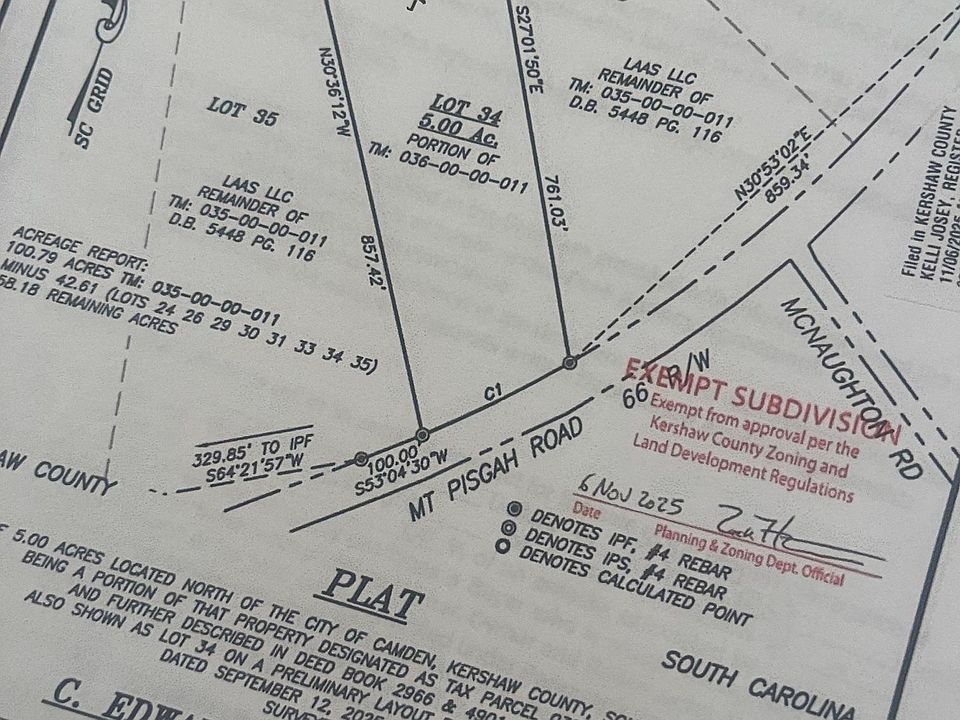 SC GRID
LOT 35
LAAS LLC
REMAINDER OF
TM: 035-00-00-011
D.B. 5448 PG. 116
N30°36'12"W
857.42'
LOT 34
5.00 Ac.
PORTION OF
TM: 036-00-00-011
S27°01'50"E
761.03'
LAAS LLC
REMAINDER OF
TM: 035-00-00-011
D.B. 5448 PG. 116
N30°53'02"E
859.34'
Filed in KERSHAW COUNTY
KELLI JOSEY, REGISTER
11/06/2025
ACREAGE REPORT:
100.79 ACRES TM: 035-00-00-011
MINUS 42.61 (LOTS 24 26 29 30 31 33 34 35)
58.18 REMAINING ACRES
C1
329.85' TO IPF
S64°21'57"W
100.00'
S53°04'30"W
MT PISGAH ROAD
66' R/W
MCNAUGHTON RD
EXEMPT SUBDIVISION
Exempt from approval per the
Kershaw County Zoning and
Land Development Regulations
6 NOV 2025
Date
Planning & Zoning Dept. Official
DENOTES IPF, #4 REBAR
DENOTES IPS, #4 REBAR
DENOTES CALCULATED POINT
COUNTY
SOUTH CAROLINA
PLAT
5.00 ACRES LOCATED NORTH OF THE CITY OF CAMDEN, KERSHAW COUNTY,
BEING A PORTION OF THAT PROPERTY DESIGNATED AS TAX PARCEL
AND FURTHER DESCRIBED IN DEED BOOK 2966 &
ALSO SHOWN AS LOT 34 ON A PRELIMINARY LAYOUT
DATED SEPTEMBER 12,
C.